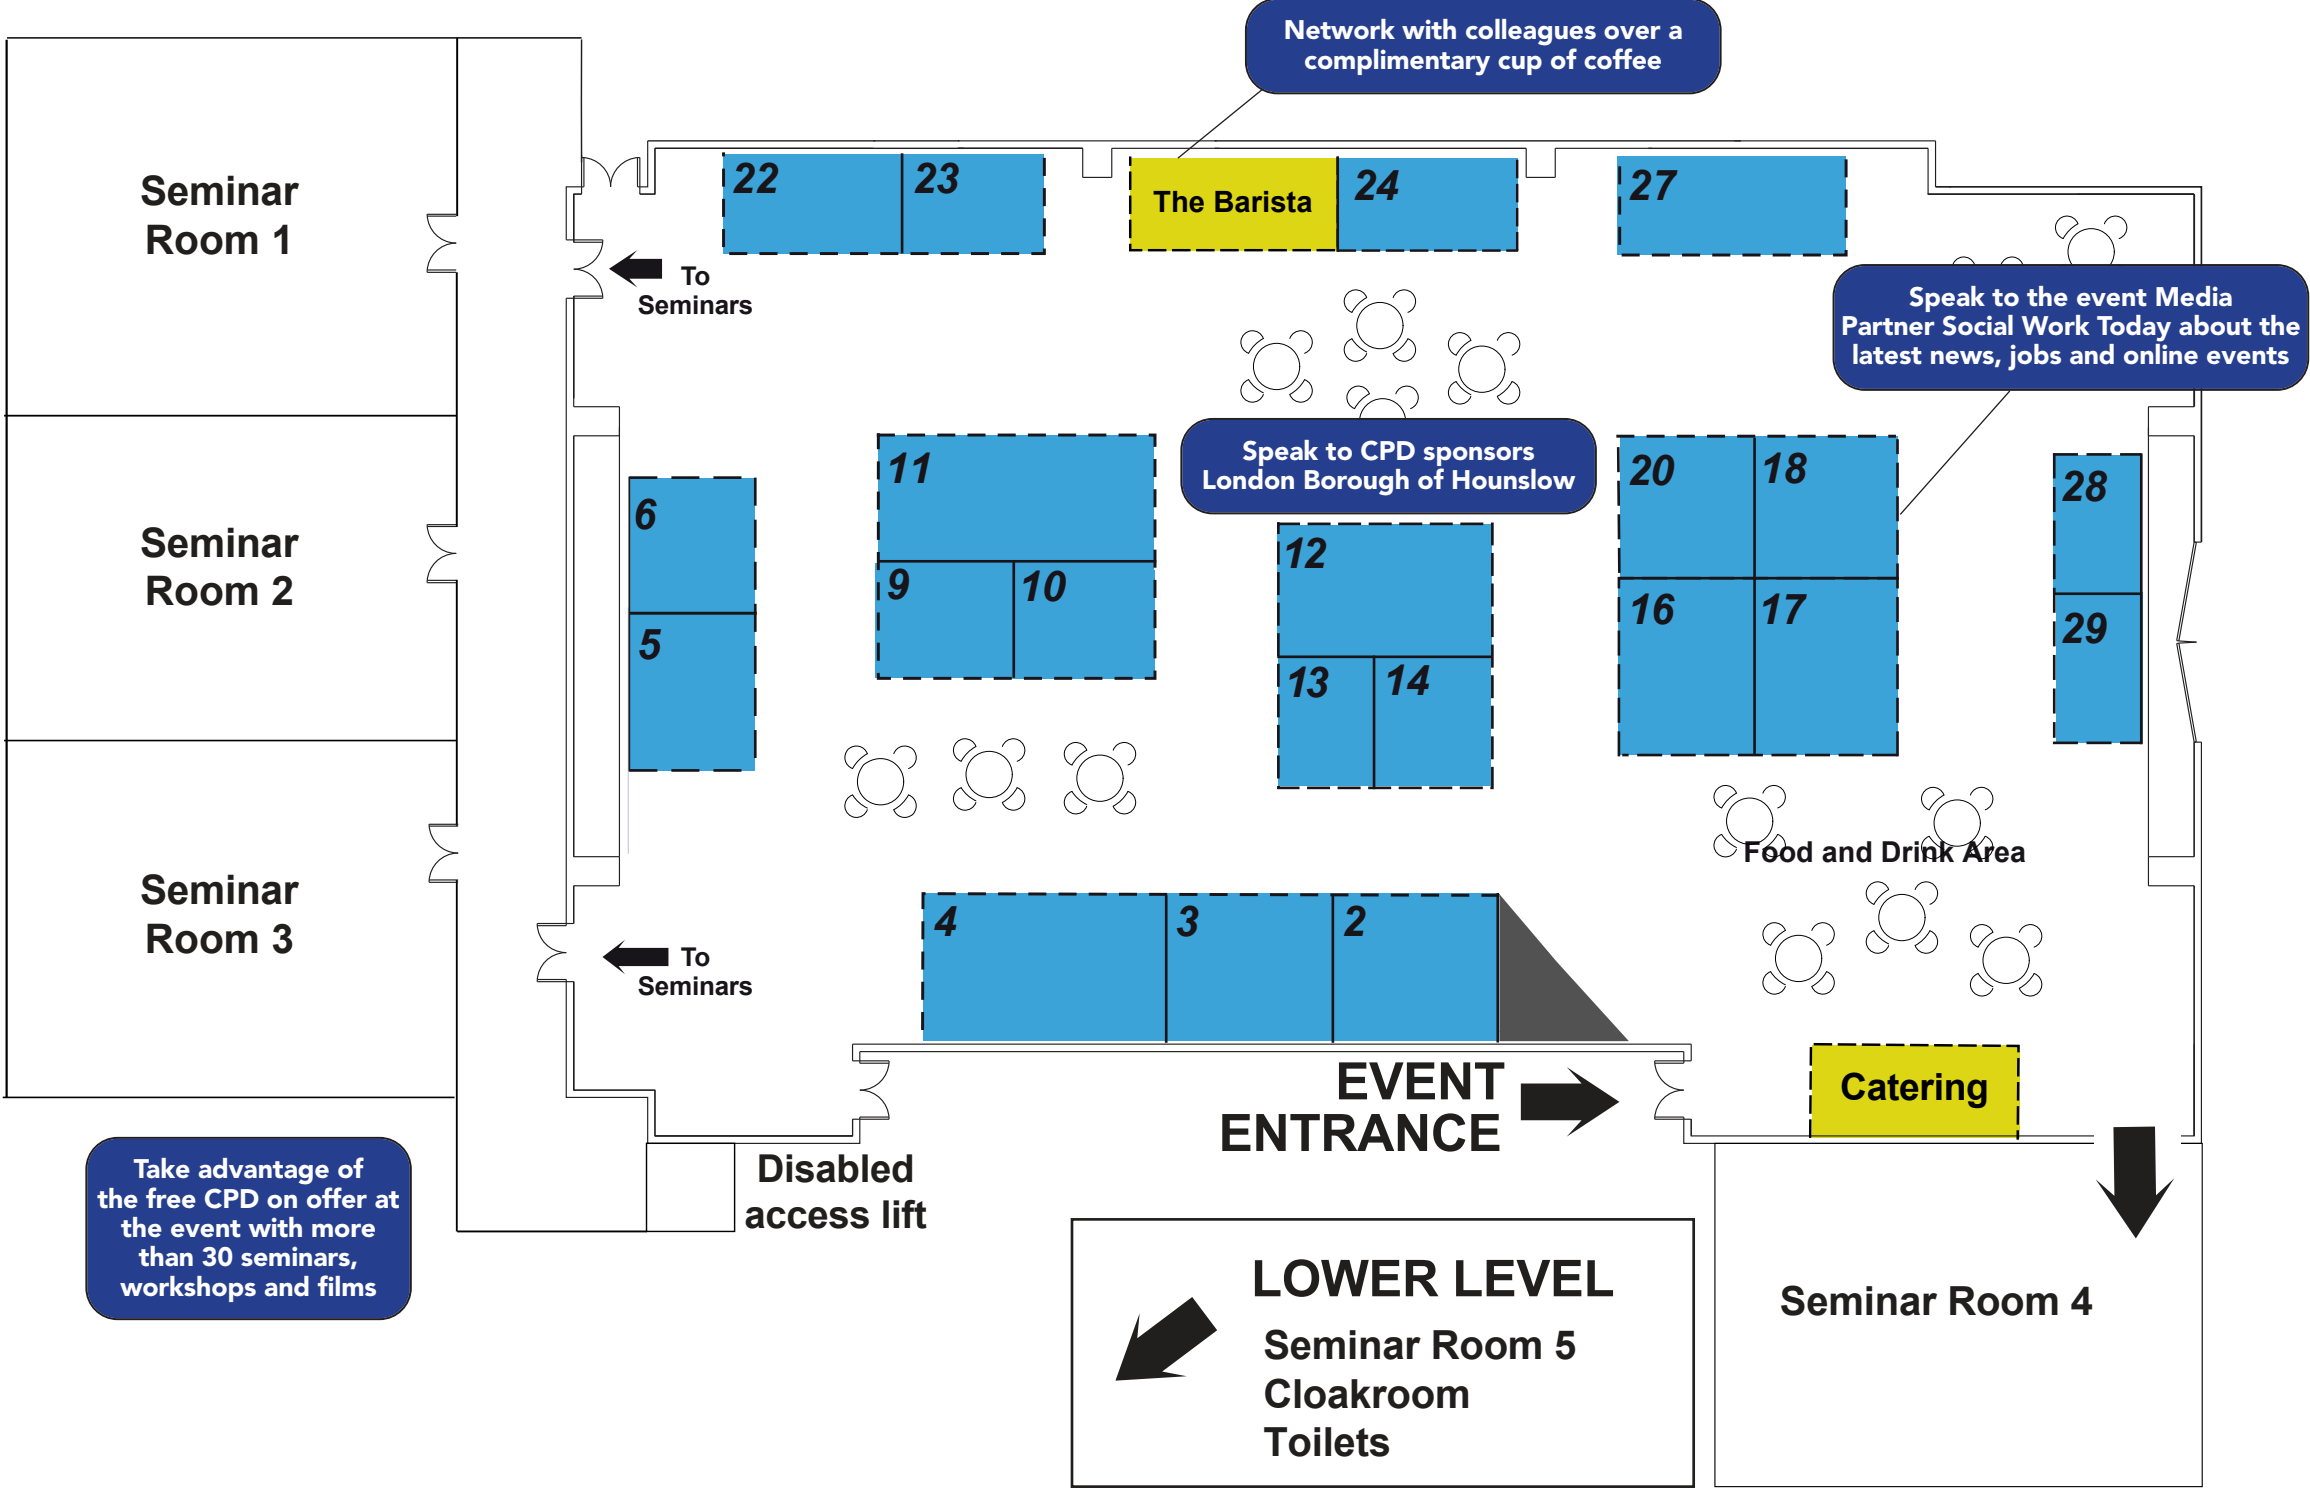 Network with colleagues over a
complimentary cup of coffee
Seminar
Room 1
22
23
The Barista
24
27
To
Seminars
Speak to the event Media
Partner Social Work Today about the
latest news, jobs and online events
Speak to CPD sponsors
London Borough of Hounslow
11
20
18
28
6
Seminar
Room 2
12
9
10
16
17
29
5
13
14
Food and Drink Area
Seminar
Room 3
4
3
2
To
Seminars
EVENT
ENTRANCE
Catering
Take advantage of
the free CPD on offer at
the event with more
than 30 seminars,
workshops and films
Disabled
access lift
LOWER LEVEL
Seminar Room 5
Cloakroom
Toilets
Seminar Room 4